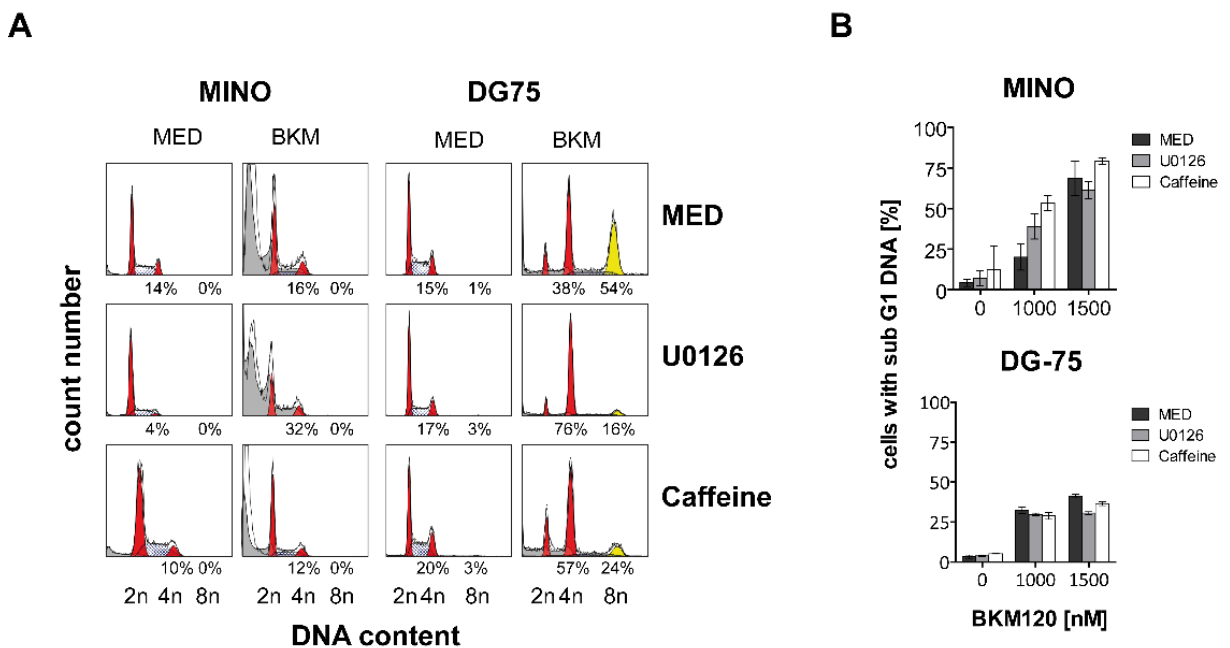 A
MINO DG75
MED BKM MED BKM
MED
14% 0% 16% 0% 15% 1% 38% 54%
U0126
4% 0% 32% 0% 17% 3% 76% 16%
Caffeine
10% 0% 12% 0% 20% 3% 57% 24%
2n 4n 8n 2n 4n 8n 2n 4n 8n 2n 4n 8n
DNA content
count number
B
MINO
100
75
50
25
0
0 1000 1500
MED
U0126
Caffeine
DG-75
100
75
50
25
0
0 1000 1500
MED
U0126
Caffeine
cells with sub G1 DNA [%]
BKM120 [nM]